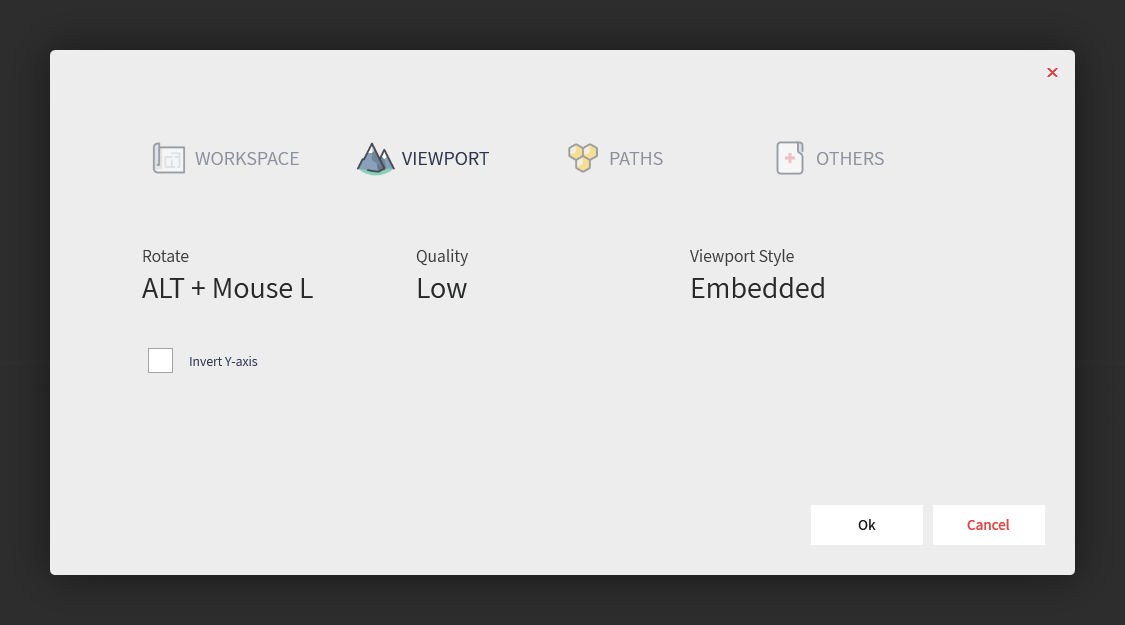 WORKSPACE
VIEWPORT
PATHS
OTHERS
Rotate
Quality
Viewport Style
ALT + Mouse L
Low
Embedded
Invert Y-axis
Ok
Cancel